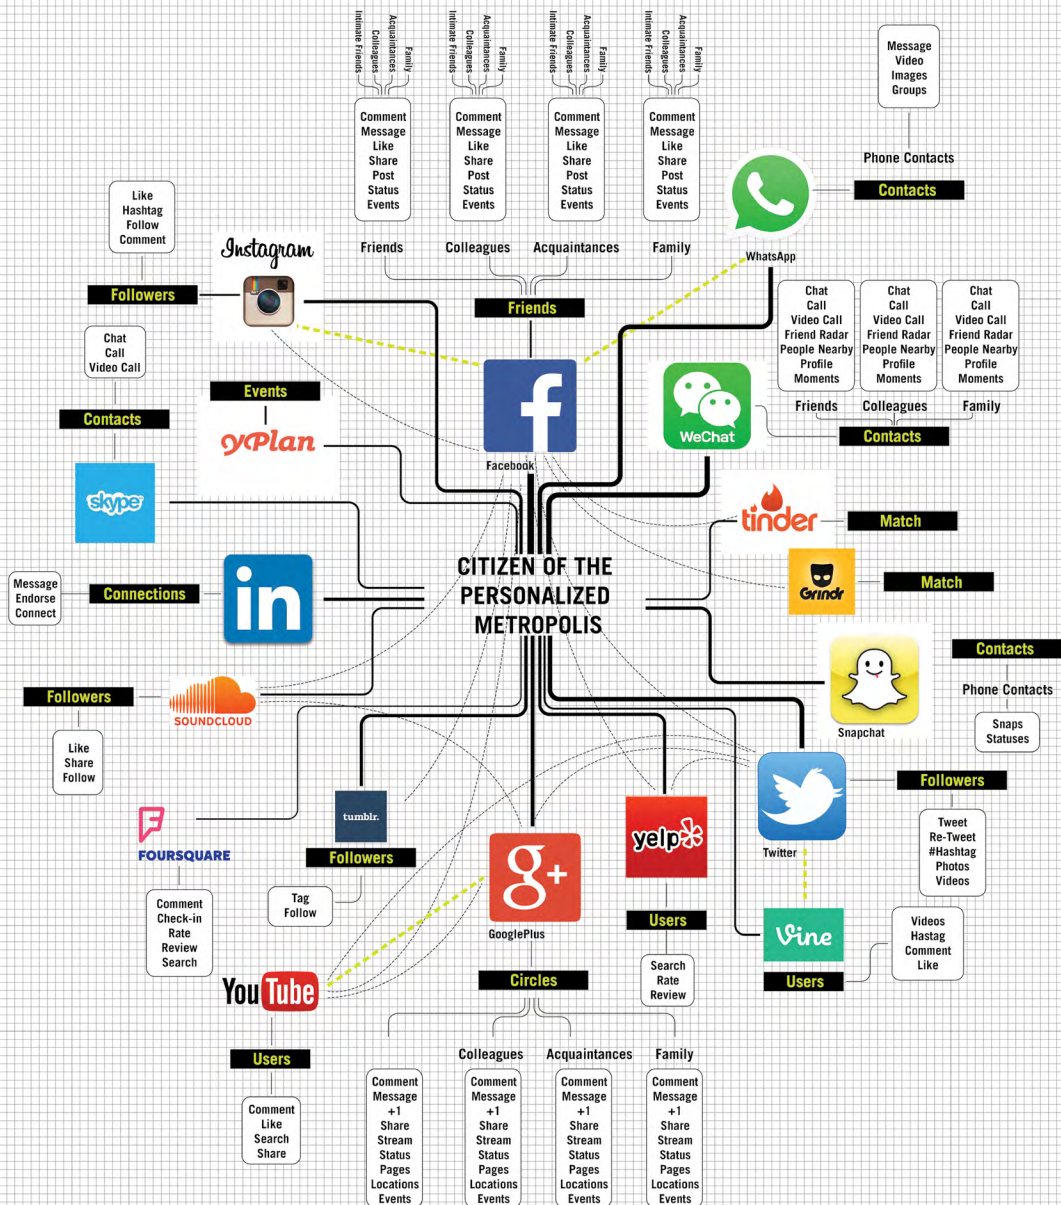 Intimate Friends
Colleagues
Acquaintances
Family
Intimate Friends
Colleagues
Acquaintances
Family
Intimate Friends
Colleagues
Acquaintances
Family
Intimate Friends
Colleagues
Acquaintances
Family
Comment
Message
Like
Share
Post
Status
Events
Comment
Message
Like
Share
Post
Status
Events
Comment
Message
Like
Share
Post
Status
Events
Comment
Message
Like
Share
Post
Status
Events
Friends
Colleagues
Acquaintances
Family
Friends
Facebook
Message
Video
Images
Groups
Phone Contacts
Contacts
WhatsApp
Like
Hashtag
Follow
Comment
Followers
Instagram
Chat
Call
Video Call
Contacts
skype
Events
YPlan
Chat
Call
Video Call
Friend Radar
People Nearby
Profile
Moments
Chat
Call
Video Call
Friend Radar
People Nearby
Profile
Moments
Chat
Call
Video Call
Friend Radar
People Nearby
Profile
Moments
Friends
Colleagues
Family
Contacts
WeChat
tinder
Match
Grindr
Match
CITIZEN OF THE
PERSONALIZED
METROPOLIS
Message
Endorse
Connect
Connections
in
Contacts
Phone Contacts
Snaps
Statuses
Snapchat
Followers
SOUNDCLOUD
Like
Share
Follow
FOURSQUARE
Comment
Check-in
Rate
Review
Search
tumblr.
Followers
Tag
Follow
g+
GooglePlus
Circles
yelp
Users
Search
Rate
Review
Twitter
Followers
Tweet
Re-Tweet
#Hashtag
Photos
Videos
Vine
Users
Videos
Hastag
Comment
Like
YouTube
Users
Comment
Like
Search
Share
Colleagues
Acquaintances
Family
Comment
Message
+1
Share
Stream
Status
Pages
Locations
Events
Comment
Message
+1
Share
Stream
Status
Pages
Locations
Events
Comment
Message
+1
Share
Stream
Status
Pages
Locations
Events
Comment
Message
+1
Share
Stream
Status
Pages
Locations
Events